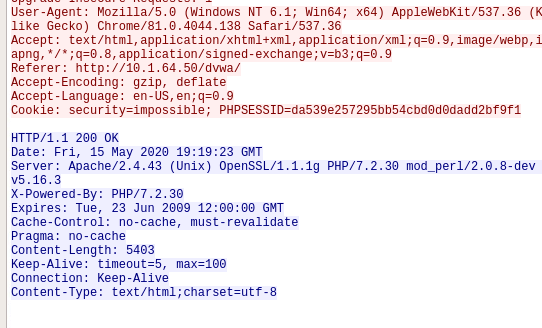 User-Agent: Mozilla/5.0 (Windows NT 6.1; Win64; x64) AppleWebKit/537.36 (K
like Gecko) Chrome/81.0.4044.138 Safari/537.36
Accept: text/html,application/xhtml+xml,application/xml;q=0.9,image/webp,i
apng,*/*;q=0.8,application/signed-exchange;v=b3;q=0.9
Referer: http://10.1.64.50/dvwa/
Accept-Encoding: gzip, deflate
Accept-Language: en-US,en;q=0.9
Cookie: security=impossible; PHPSESSID=da539e257295bb54cbd0d0dadd2bf9f1
HTTP/1.1 200 OK
Date: Fri, 15 May 2020 19:19:23 GMT
Server: Apache/2.4.43 (Unix) OpenSSL/1.1.1g PHP/7.2.30 mod_perl/2.0.8-dev
v5.16.3
X-Powered-By: PHP/7.2.30
Expires: Tue, 23 Jun 2009 12:00:00 GMT
Cache-Control: no-cache, must-revalidate
Pragma: no-cache
Content-Length: 5403
Keep-Alive: timeout=5, max=100
Connection: Keep-Alive
Content-Type: text/html;charset=utf-8